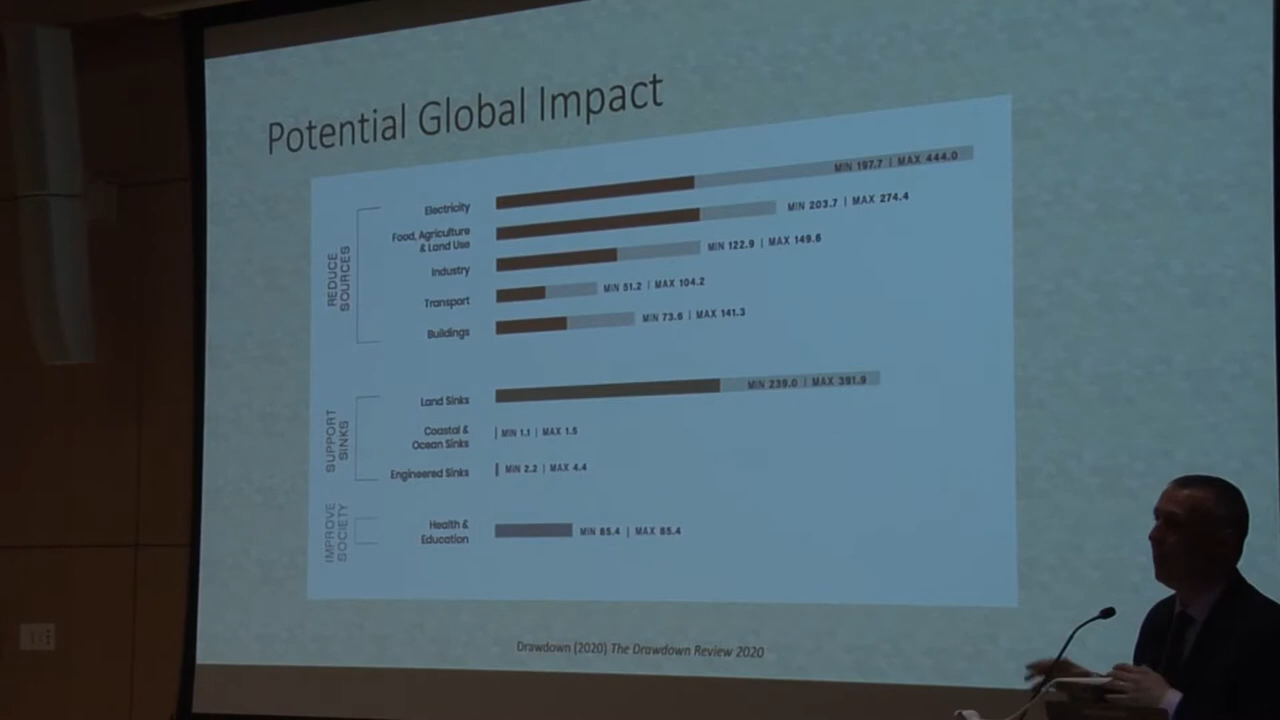 Potential Global Impact
REDUCE
SOURCES
Electricity
MIN 197.7 | MAX 444.0
Food, Agriculture
& Land Use
MIN 203.7 | MAX 274.4
Industry
MIN 122.9 | MAX 149.6
Transport
MIN 51.2 | MAX 104.2
Buildings
MIN 73.6 | MAX 141.3
SUPPORT
SINKS
Land Sinks
MIN 239.0 | MAX 391.9
Coastal &
Ocean Sinks
MIN 1.1 | MAX 1.5
Engineered Sinks
MIN 2.2 | MAX 4.4
IMPROVE
SOCIETY
Health &
Education
MIN 85.4 | MAX 85.4
Drawdown (2020) The Drawdown Review 2020